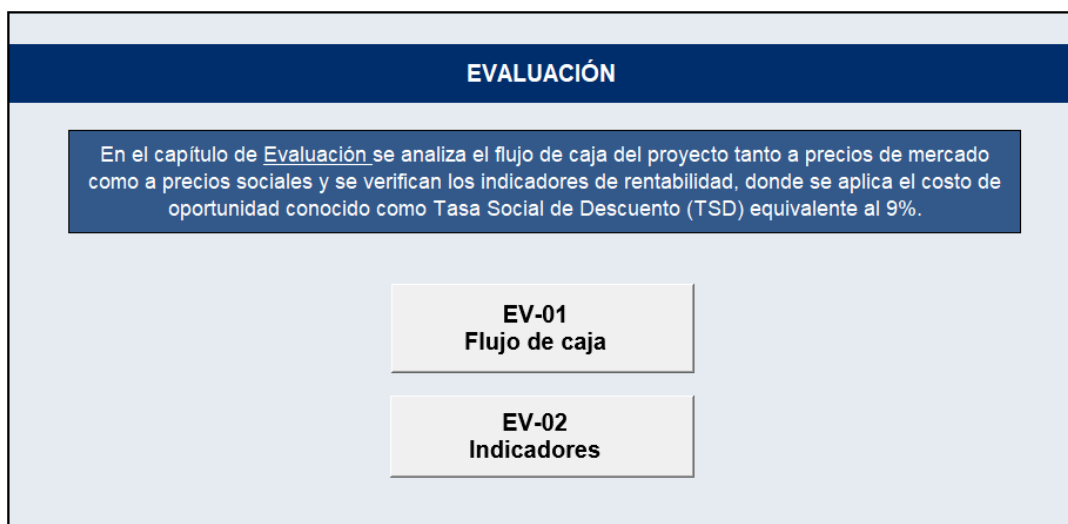 EVALUACIÓN
En el capítulo de Evaluación se analiza el flujo de caja del proyecto tanto a precios de mercado
como a precios sociales y se verifican los indicadores de rentabilidad, donde se aplica el costo de
oportunidad conocido como Tasa Social de Descuento (TSD) equivalente al 9%.
EV-01
Flujo de caja
EV-02
Indicadores